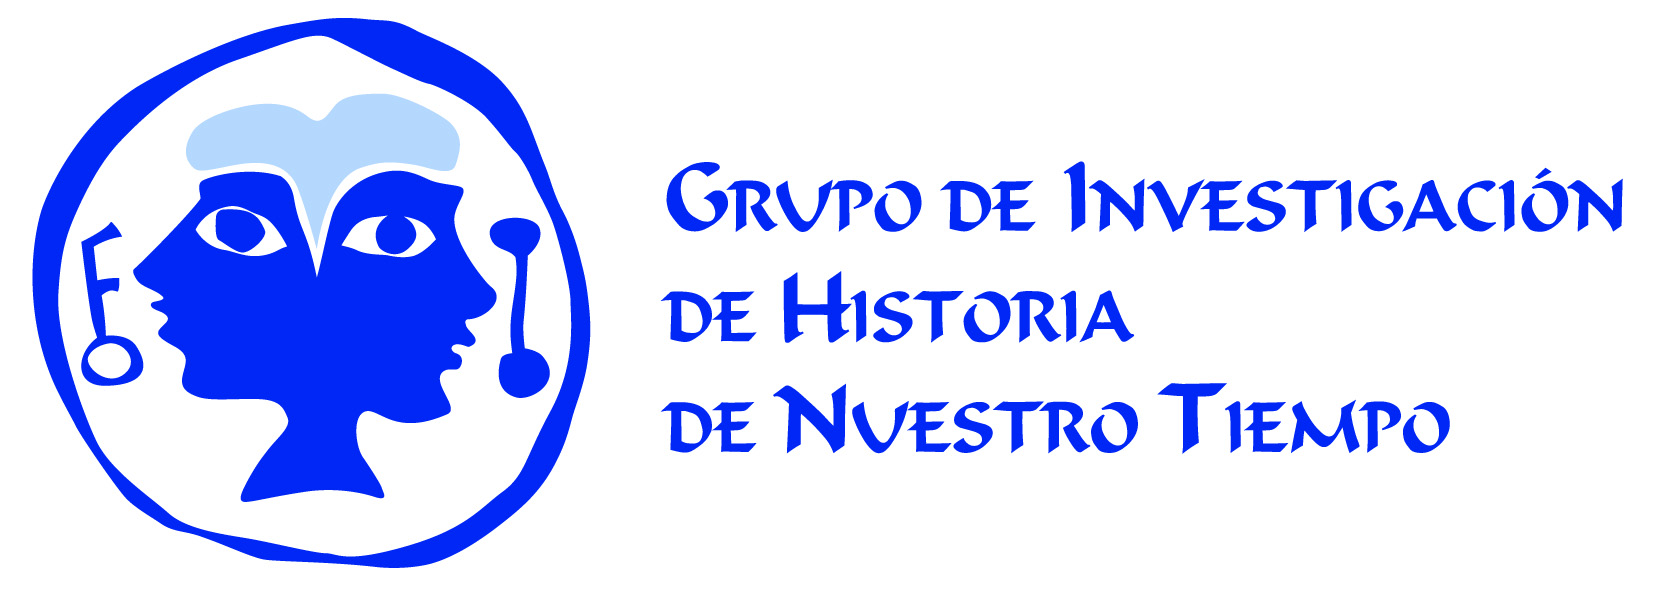 Grupo de Investigación
de Historia
de Nuestro Tiempo